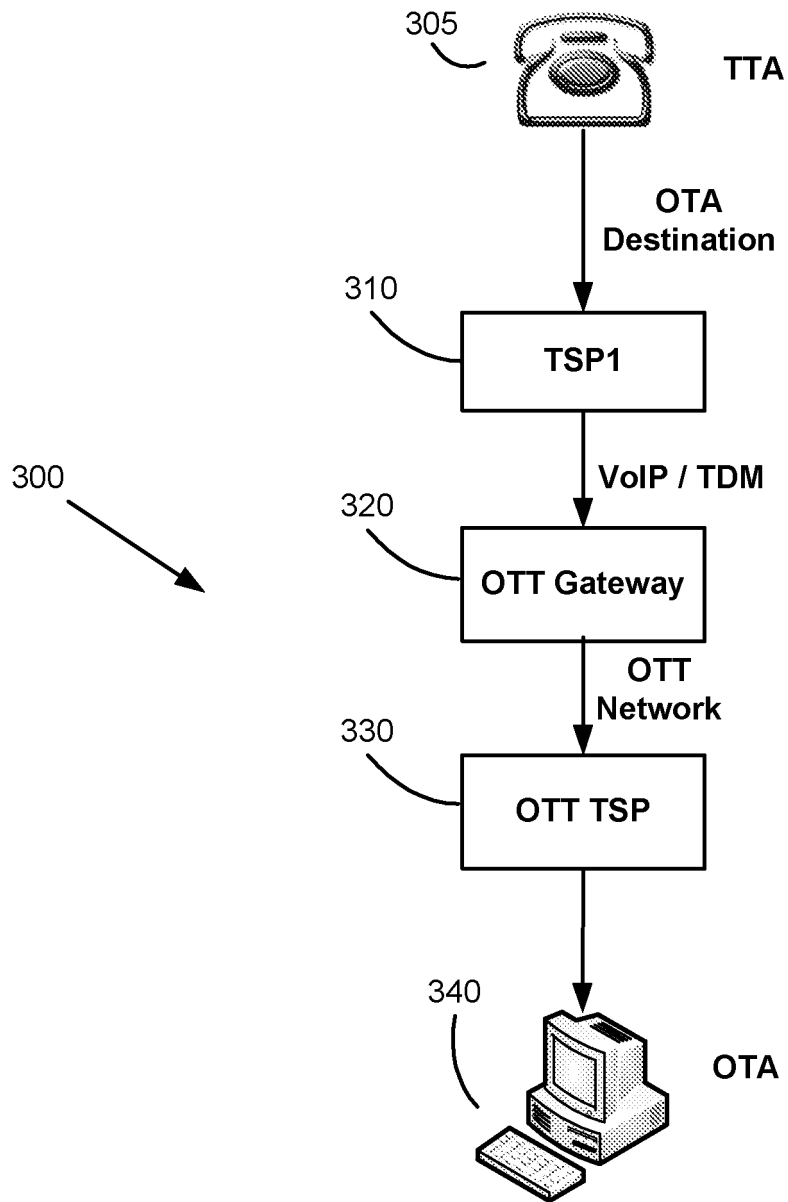 305
TTA
OTA
Destination
310
TSP1
VoIP / TDM
300
320
OTT Gateway
OTT
Network
330
OTT TSP
340
OTA